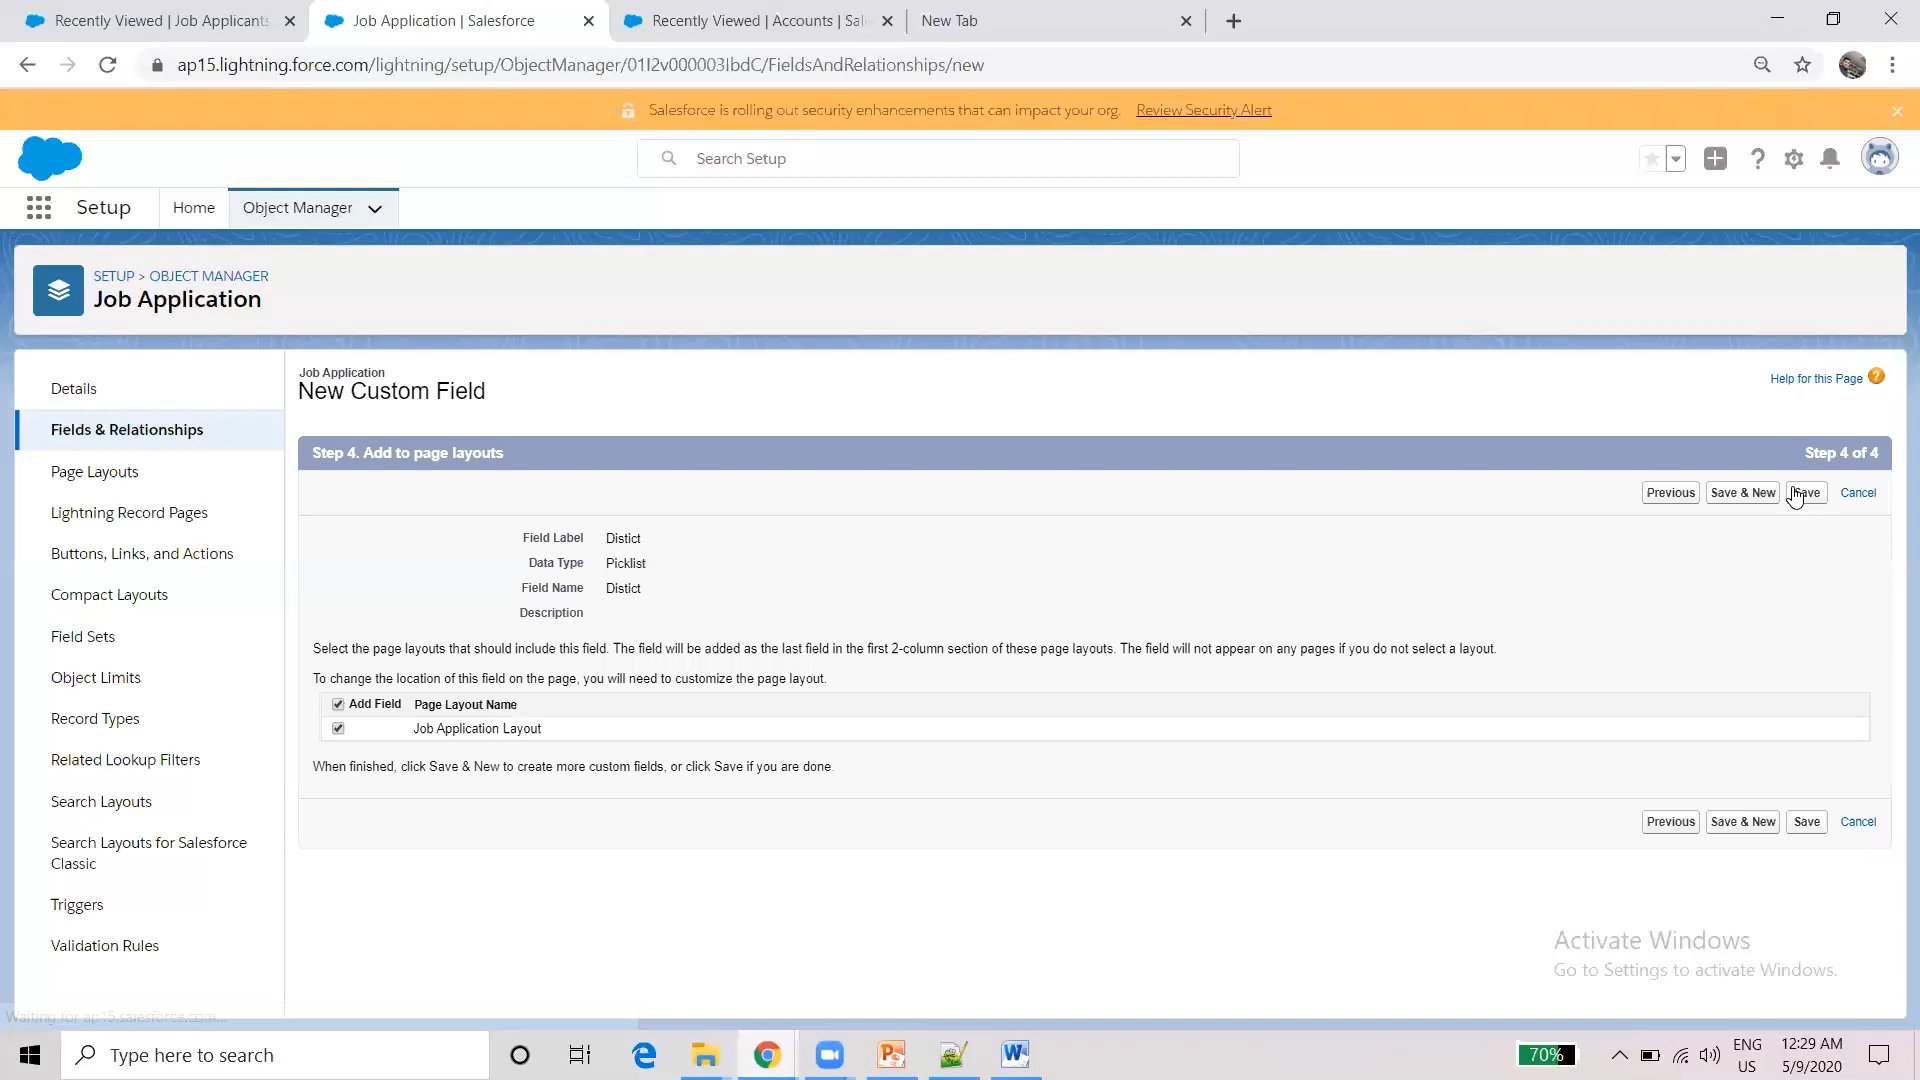 Recently Viewed | Job Applicants
Job Application | Salesforce
Recently Viewed | Accounts | Sal
New Tab
ap15.lightning.force.com/lightning/setup/ObjectManager/01I2v000003IbdC/FieldsAndRelationships/new
Salesforce is rolling out security enhancements that can impact your org. Review Security Alert
Search Setup
Setup
Home
Object Manager
SETUP > OBJECT MANAGER
Job Application
Details
Fields & Relationships
Page Layouts
Lightning Record Pages
Buttons, Links, and Actions
Compact Layouts
Field Sets
Object Limits
Record Types
Related Lookup Filters
Search Layouts
Search Layouts for Salesforce
Classic
Triggers
Validation Rules
Job Application
New Custom Field
Help for this Page
Step 4. Add to page layouts
Step 4 of 4
Previous Save & New Save Cancel
Field Label Distict
Data Type Picklist
Field Name Distict
Description
Select the page layouts that should include this field. The field will be added as the last field in the first 2-column section of these page layouts. The field will not appear on any pages if you do not select a layout.
To change the location of this field on the page, you will need to customize the page layout.
Add Field Page Layout Name
Job Application Layout
When finished, click Save & New to create more custom fields, or click Save if you are done.
Previous Save & New Save Cancel
Activate Windows
Go to Settings to activate Windows.
Waiting for ap15.salesforce.com...
Type here to search
70%
ENG
US
12:29 AM
5/9/2020